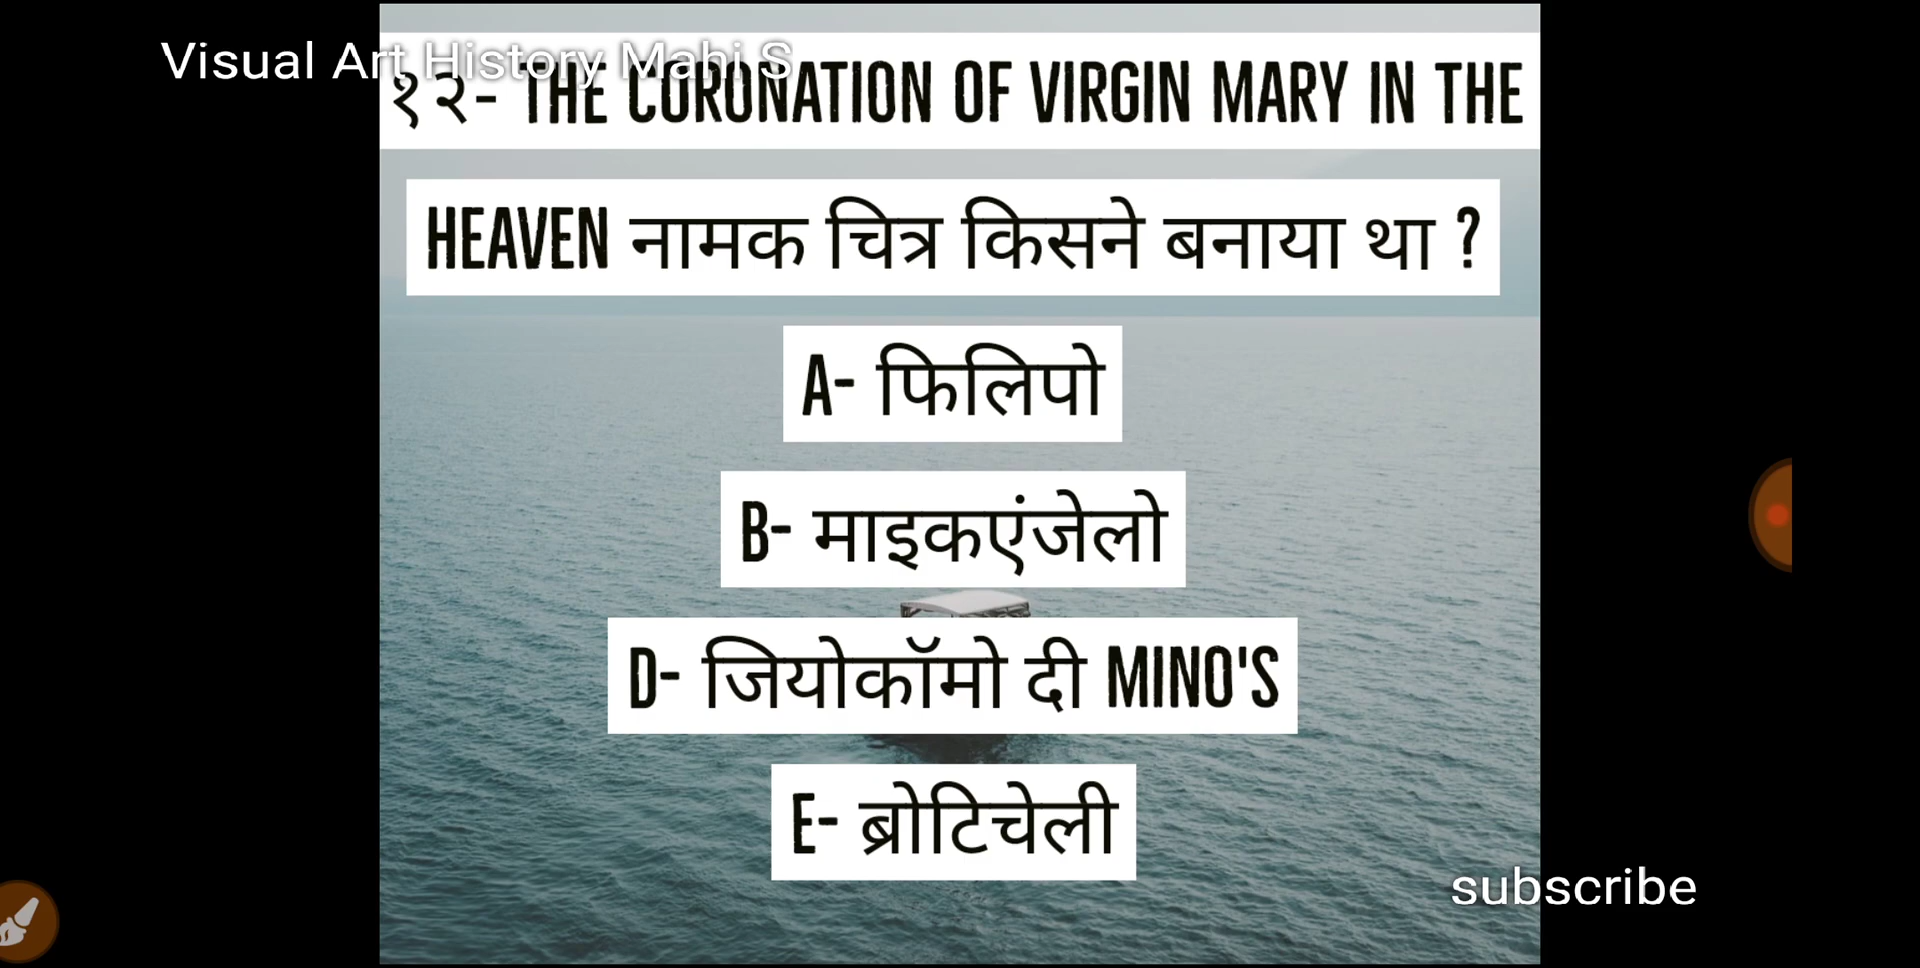 Visual Art History Mahi S
१२- THE CORONATION OF VIRGIN MARY IN THE
HEAVEN नामक चित्र किसने बनाया था ?
A- फिलिपो
B- माइकएंजेलो
D- जियोकॉमो दी MINO'S
E- ब्रोटिचेली
subscribe